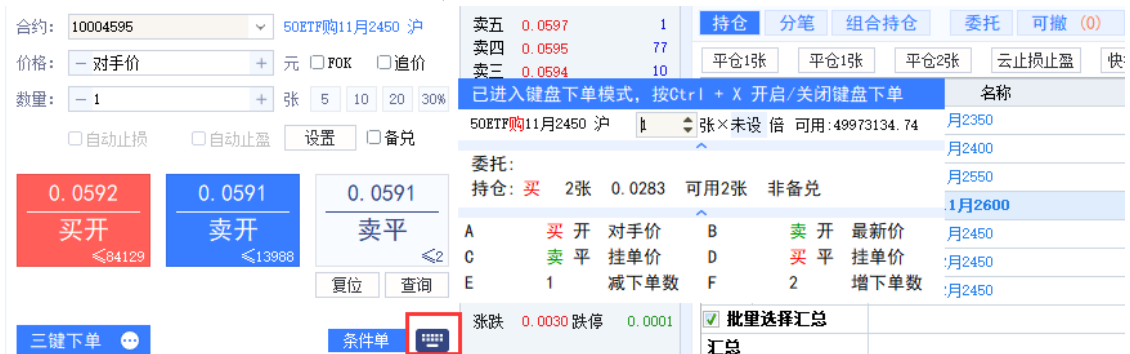 合约: 10004595 50ETF购11月2450 沪
价格: - 对手价 + 元 FOK 追价
数量: - 1 + 张 5 10 20 30%
自动止损 自动止盈 设置 备兑
0.0592 0.0591 0.0591
买开 卖开 卖平
≤84129 ≤13988 ≤2
复位 查询
三键下单 条件单
卖五 0.0597 1
卖四 0.0595 77
卖三 0.0594 10
已进入键盘下单模式, 按Ctrl + X 开启/关闭键盘下单
50ETF购11月2450 沪 1 张×未设 倍 可用:49973134.74
委托:
持仓: 买 2张 0.0283 可用2张 非备兑
A 买 开 对手价 B 卖 开 最新价
C 卖 平 挂单价 D 买 平 挂单价
E 1 减下单数 F 2 增下单数
涨跌 0.0030 跌停 0.0001
持仓 分笔 组合持仓 委托 可撤 (0)
平仓1张 平仓1张 平仓2张 云止损止盈
名称
月2350
月2400
月2550
1月2600
月2450
月2450
月2450
批量选择汇总
汇总